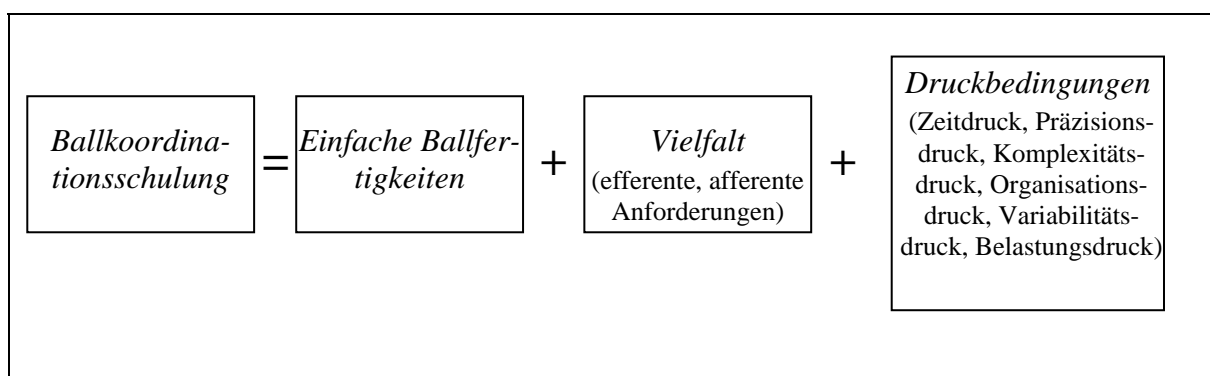 Ballkoordina-
tionsschulung
=
Einfache Ballfer-
tigkeiten
+
Vielfalt
(efferente, afferente
Anforderungen)
+
Druckbedingungen
(Zeitdruck, Präzisions-
druck, Komplexitäts-
druck, Organisations-
druck, Variabilitäts-
druck, Belastungsdruck)